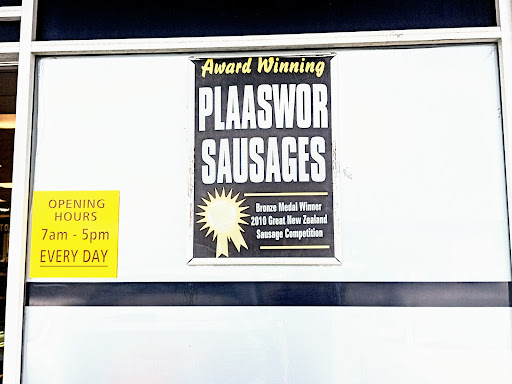 Award Winning
PLAASWOR
SAUSAGES
Bronze Medal Winner
2010 Great New Zealand
Sausage Competition
OPENING
HOURS
7am - 5pm
EVERY DAY